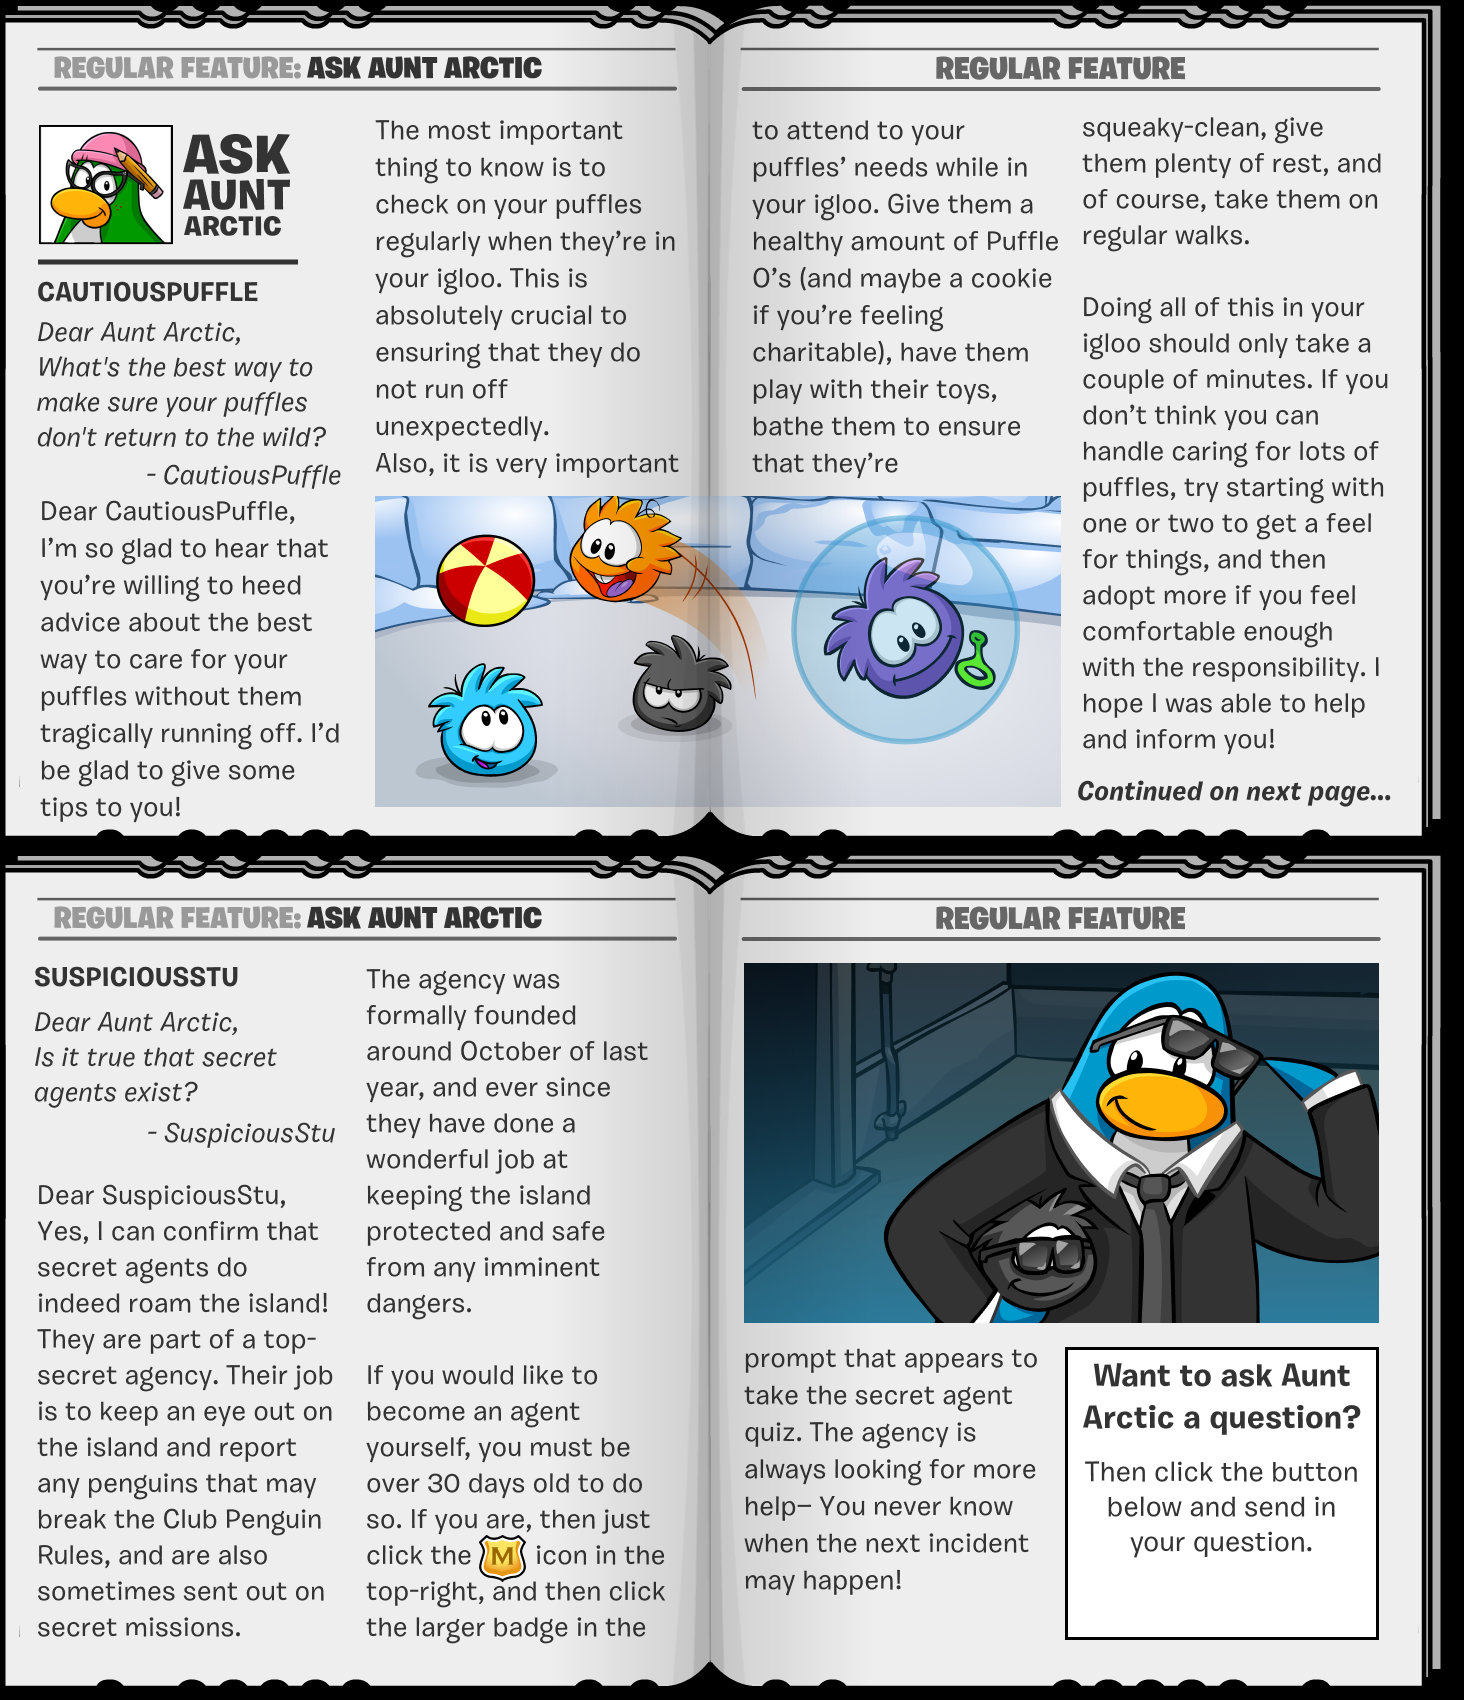 REGULAR FEATURE: ASK AUNT ARCTIC
REGULAR FEATURE
ASK
AUNT
ARCTIC
CAUTIOUSPUFFLE
Dear Aunt Arctic,
What's the best way to
make sure your puffles
don't return to the wild?
- CautiousPuffle
Dear CautiousPuffle,
I’m so glad to hear that
you’re willing to heed
advice about the best
way to care for your
puffles without them
tragically running off. I’d
be glad to give some
tips to you!
The most important
thing to know is to
check on your puffles
regularly when they’re in
your igloo. This is
absolutely crucial to
ensuring that they do
not run off
unexpectedly.
Also, it is very important
to attend to your
puffles’ needs while in
your igloo. Give them a
healthy amount of Puffle
O’s (and maybe a cookie
if you’re feeling
charitable), have them
play with their toys,
bathe them to ensure
that they’re
squeaky-clean, give
them plenty of rest, and
of course, take them on
regular walks.
Doing all of this in your
igloo should only take a
couple of minutes. If you
don’t think you can
handle caring for lots of
puffles, try starting with
one or two to get a feel
for things, and then
adopt more if you feel
comfortable enough
with the responsibility. I
hope I was able to help
and inform you!
Continued on next page...
REGULAR FEATURE: ASK AUNT ARCTIC
REGULAR FEATURE
SUSPICIOUSSTU
Dear Aunt Arctic,
Is it true that secret
agents exist?
- SuspiciousStu
Dear SuspiciousStu,
Yes, I can confirm that
secret agents do
indeed roam the island!
They are part of a top-
secret agency. Their job
is to keep an eye out on
the island and report
any penguins that may
break the Club Penguin
Rules, and are also
sometimes sent out on
secret missions.
The agency was
formally founded
around October of last
year, and ever since
they have done a
wonderful job at
keeping the island
protected and safe
from any imminent
dangers.
If you would like to
become an agent
yourself, you must be
over 30 days old to do
so. If you are, then just
click the M icon in the
top-right, and then click
the larger badge in the
prompt that appears to
take the secret agent
quiz. The agency is
always looking for more
help– You never know
when the next incident
may happen!
Want to ask Aunt
Arctic a question?
Then click the button
below and send in
your question.